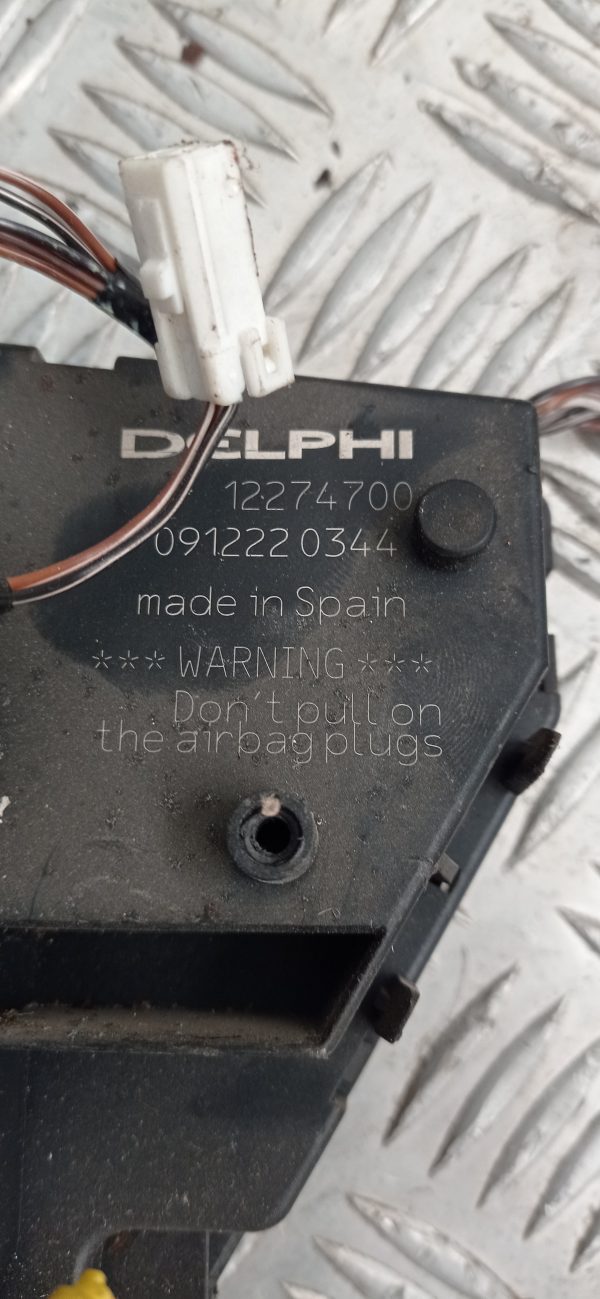 DELPHI
12274700
091222 0344
made in Spain
*** WARNING ***
Don't pull on
the airbag plugs